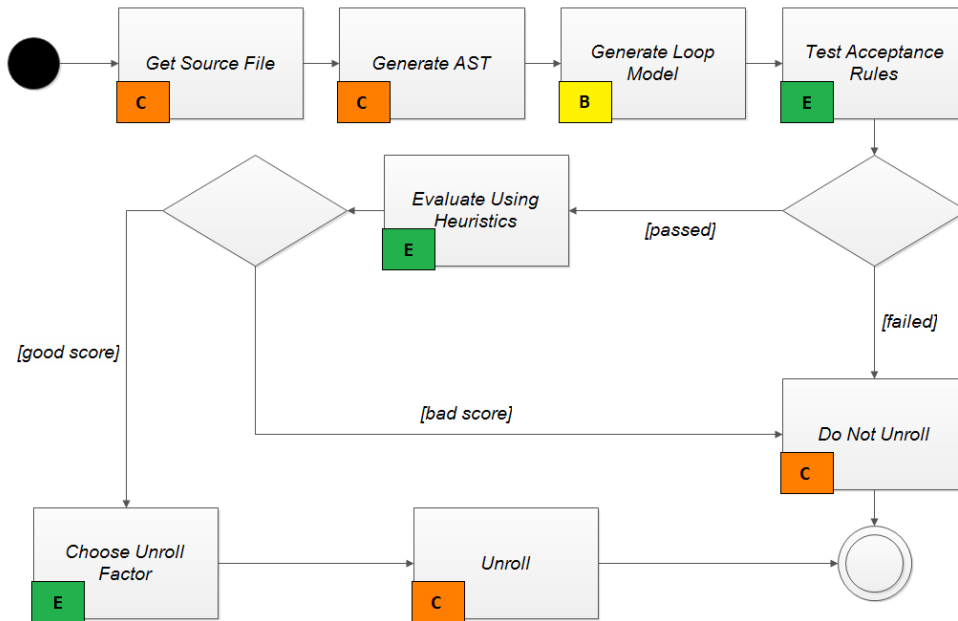 Get Source File
C
Generate AST
C
Generate Loop
Model
B
Test Acceptance
Rules
E
Evaluate Using
Heuristics
E
[passed]
[failed]
[good score]
[bad score]
Do Not Unroll
C
Choose Unroll
Factor
E
Unroll
C